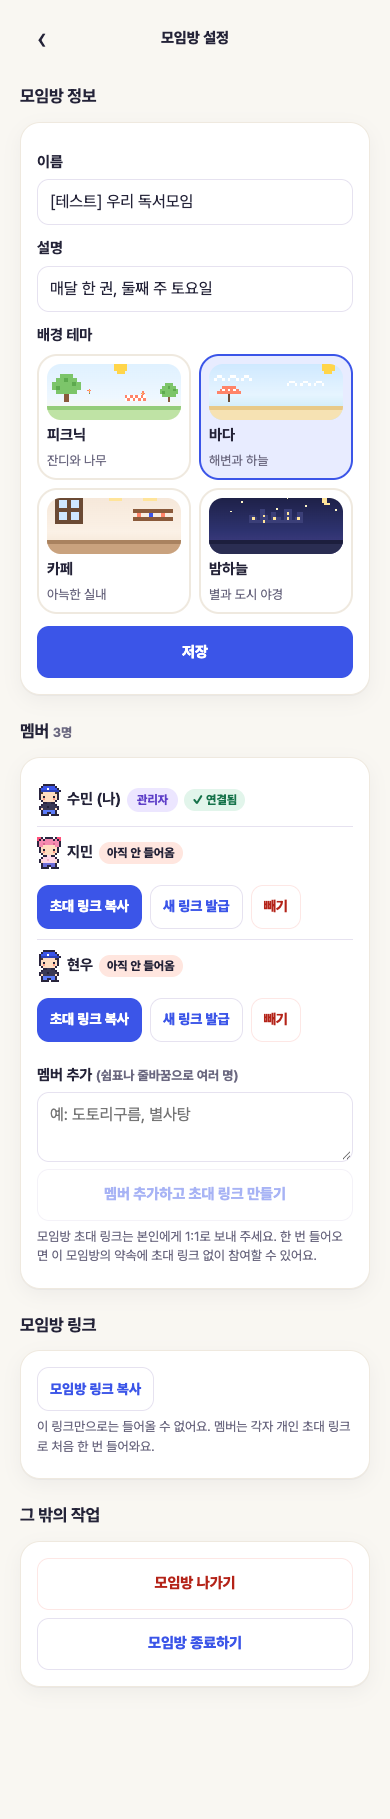 모임방 설정
모임방 정보
이름
[테스트] 우리 독서모임
설명
매달 한 권, 둘째 주 토요일
배경 테마
피크닉
잔디와 나무
바다
해변과 하늘
카페
아늑한 실내
밤하늘
별과 도시 야경
저장
멤버 3명
수민 (나) 관리자 ✓ 연결됨
지민 아직 안 들어옴
초대 링크 복사 새 링크 발급 빼기
현우 아직 안 들어옴
초대 링크 복사 새 링크 발급 빼기
멤버 추가 (쉼표나 줄바꿈으로 여러 명)
예: 도토리구름, 별사탕
멤버 추가하고 초대 링크 만들기
모임방 초대 링크는 본인에게 1:1로 보내 주세요. 한 번 들어오
면 이 모임방의 약속에 초대 링크 없이 참여할 수 있어요.
모임방 링크
모임방 링크 복사
이 링크만으로는 들어올 수 없어요. 멤버는 각자 개인 초대 링크
로 처음 한 번 들어와요.
그 밖의 작업
모임방 나가기
모임방 종료하기